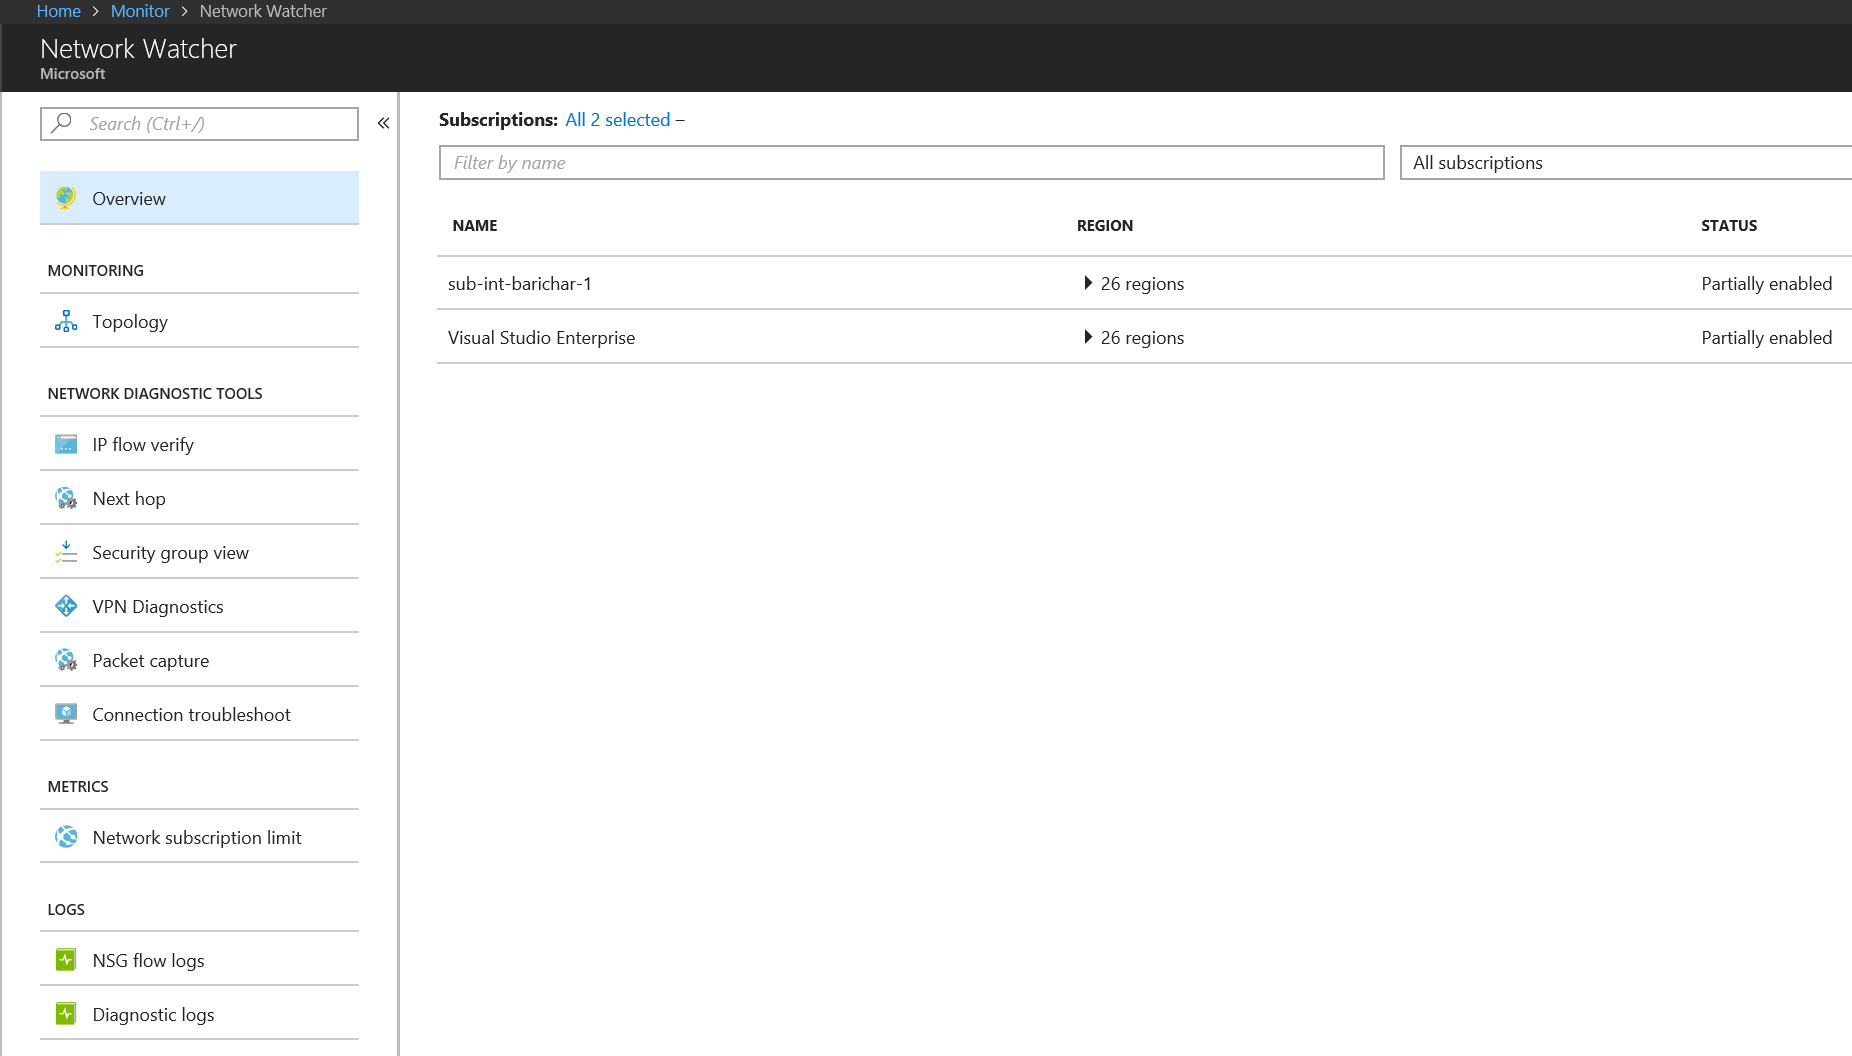 Home > Monitor > Network Watcher
Network Watcher
Microsoft
Search (Ctrl+/)
«
Overview
MONITORING
Topology
NETWORK DIAGNOSTIC TOOLS
IP flow verify
Next hop
Security group view
VPN Diagnostics
Packet capture
Connection troubleshoot
METRICS
Network subscription limit
LOGS
NSG flow logs
Diagnostic logs
Subscriptions: All 2 selected –
Filter by name
All subscriptions
NAME REGION STATUS
sub-int-barichar-1 26 regions Partially enabled
Visual Studio Enterprise 26 regions Partially enabled